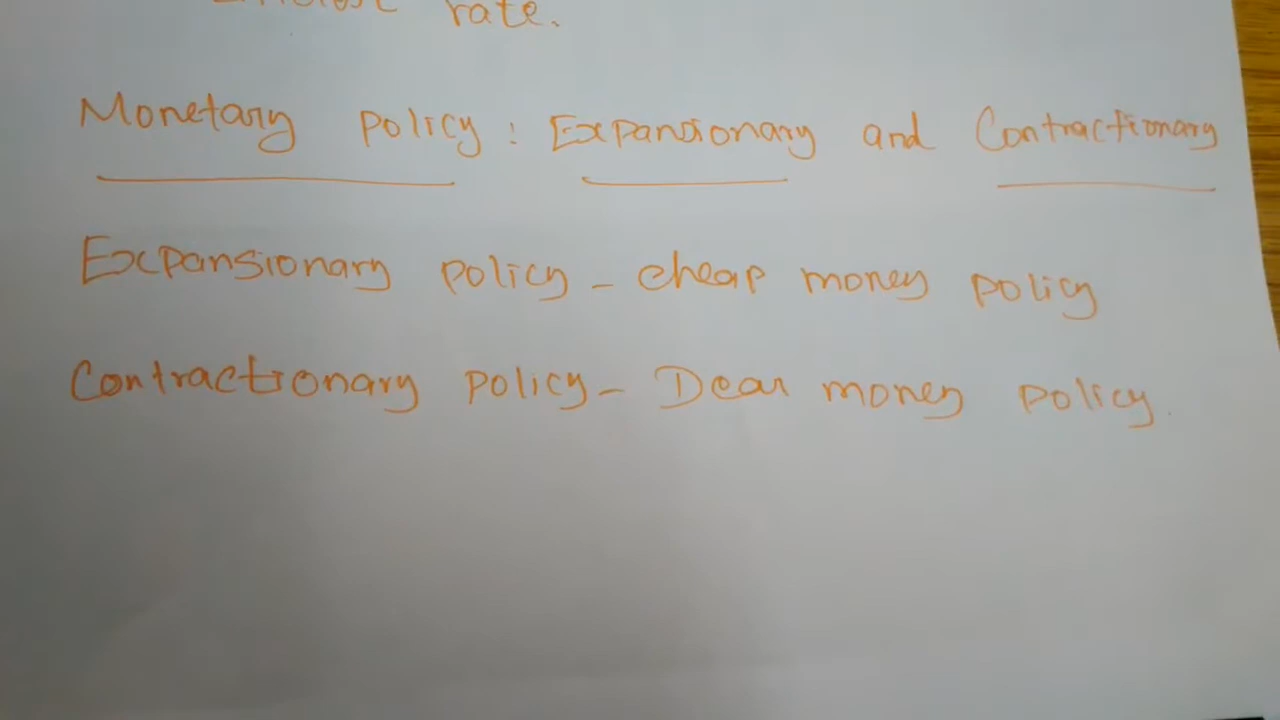 rate.
Monetary policy : Expansionary and Contractionary
Expansionary policy - cheap money policy
Contractionary policy - Dear money policy.